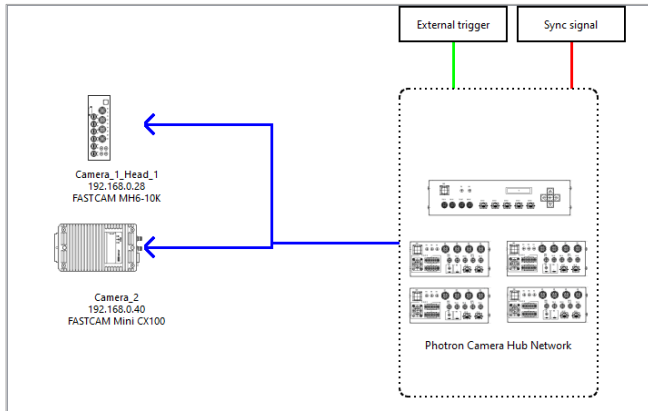 External trigger
Sync signal
Camera_1_Head_1
192.168.0.28
FASTCAM MH6-10K
Camera_2
192.168.0.40
FASTCAM Mini CX100
Photron Camera Hub Network